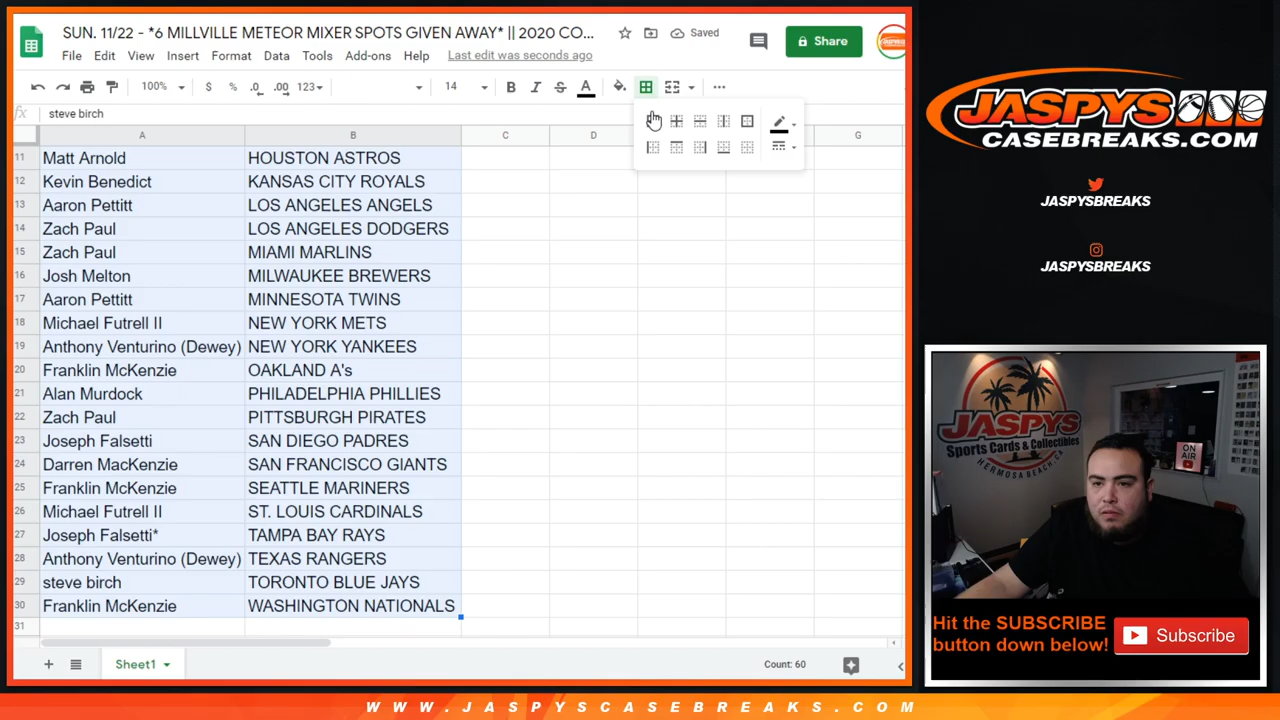 SUN. 11/22 - *6 MILLVILLE METEOR MIXER SPOTS GIVEN AWAY* || 2020 CO...
Saved
Share
File Edit View Insert Format Data Tools Add-ons Help Last edit was seconds ago
100% $ % .0 .00 123 14 B I S A
fx steve birch
A B C D G
11 Matt Arnold HOUSTON ASTROS
12 Kevin Benedict KANSAS CITY ROYALS
13 Aaron Pettitt LOS ANGELES ANGELS
14 Zach Paul LOS ANGELES DODGERS
15 Zach Paul MIAMI MARLINS
16 Josh Melton MILWAUKEE BREWERS
17 Aaron Pettitt MINNESOTA TWINS
18 Michael Futrell II NEW YORK METS
19 Anthony Venturino (Dewey) NEW YORK YANKEES
20 Franklin McKenzie OAKLAND A's
21 Alan Murdock PHILADELPHIA PHILLIES
22 Zach Paul PITTSBURGH PIRATES
23 Joseph Falsetti SAN DIEGO PADRES
24 Darren MacKenzie SAN FRANCISCO GIANTS
25 Franklin McKenzie SEATTLE MARINERS
26 Michael Futrell II ST. LOUIS CARDINALS
27 Joseph Falsetti* TAMPA BAY RAYS
28 Anthony Venturino (Dewey) TEXAS RANGERS
29 steve birch TORONTO BLUE JAYS
30 Franklin McKenzie WASHINGTON NATIONALS
31
Sheet1
Count: 60
JASPYS
CASEBREAKS.COM
JASPYSBREAKS
JASPYSBREAKS
JASPYS
Sports Cards & Collectibles
HERMOSA BEACH, CA
ON
AIR
Hit the SUBSCRIBE
button down below!
Subscribe
WWW.JASPYSCASEBREAKS.COM